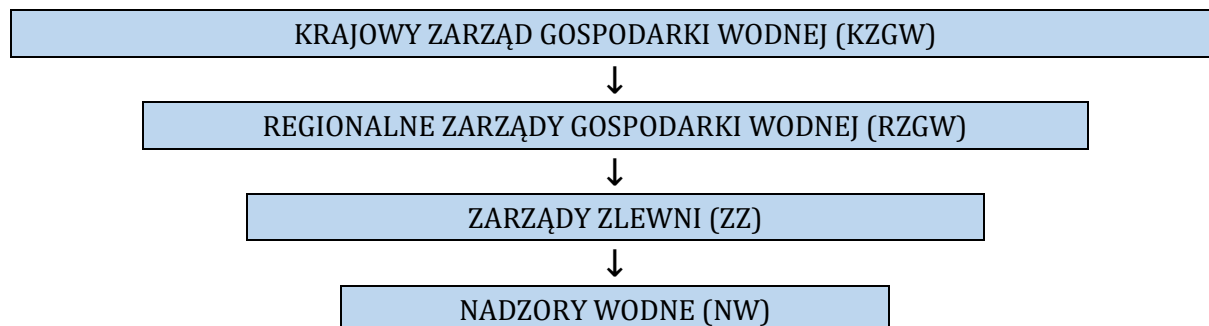 KRAJOWY ZARZĄD GOSPODARKI WODNEJ (KZGW)
REGIONALNE ZARZĄDY GOSPODARKI WODNEJ (RZGW)
ZARZĄDY ZLEWNI (ZZ)
NADZORY WODNE (NW)